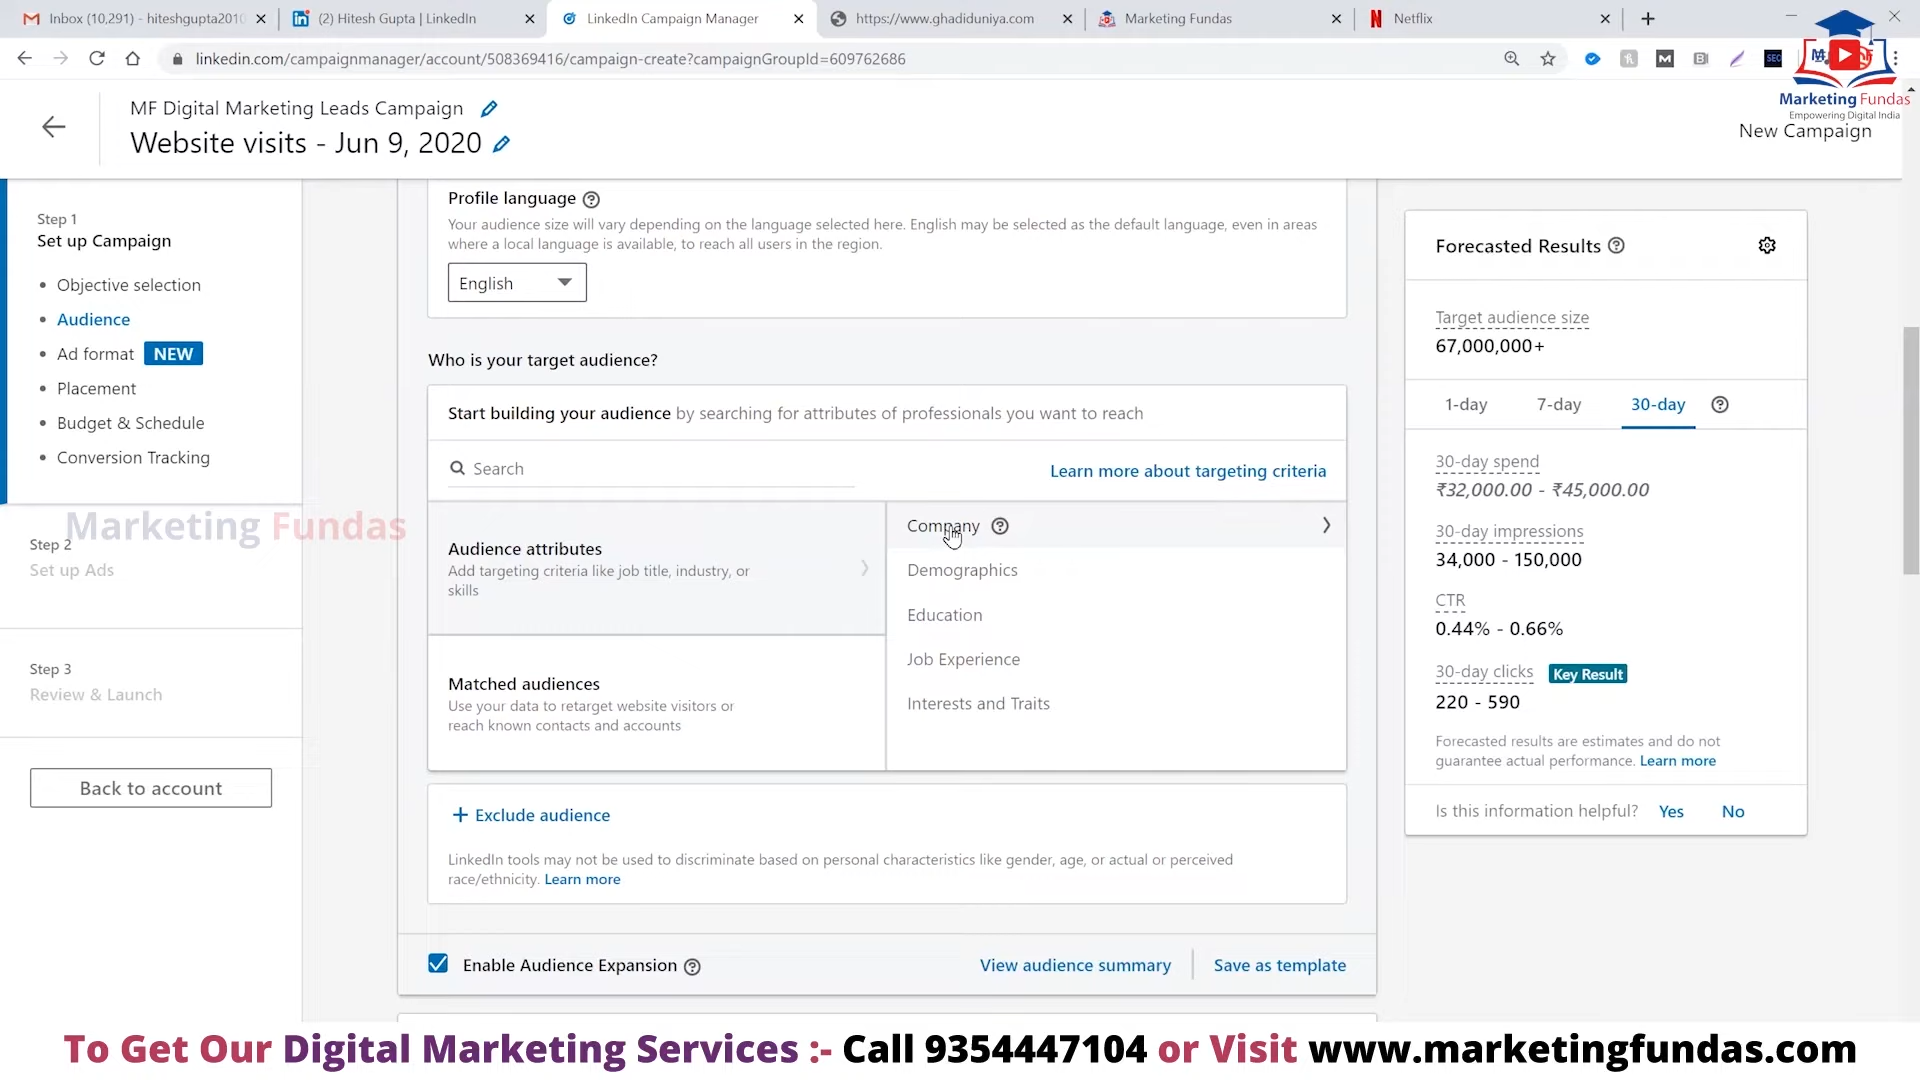 Inbox (10,291) - hiteshgupta2010
(2) Hitesh Gupta | LinkedIn
LinkedIn Campaign Manager
https://www.ghadiduniya.com
Marketing Fundas
Netflix
linkedin.com/campaignmanager/account/508369416/campaign-create?campaignGroupId=609762686
Marketing Fundas
Empowering Digital India
MF Digital Marketing Leads Campaign
Website visits - Jun 9, 2020
New Campaign
Step 1
Set up Campaign
Objective selection
Audience
Ad format NEW
Placement
Budget & Schedule
Conversion Tracking
Marketing Fundas
Step 2
Set up Ads
Step 3
Review & Launch
Back to account
Profile language
Your audience size will vary depending on the language selected here. English may be selected as the default language, even in areas
where a local language is available, to reach all users in the region.
English
Who is your target audience?
Start building your audience by searching for attributes of professionals you want to reach
Search
Learn more about targeting criteria
Audience attributes
Add targeting criteria like job title, industry, or
skills
Matched audiences
Use your data to retarget website visitors or
reach known contacts and accounts
Company
Demographics
Education
Job Experience
Interests and Traits
+ Exclude audience
LinkedIn tools may not be used to discriminate based on personal characteristics like gender, age, or actual or perceived
race/ethnicity. Learn more
Enable Audience Expansion
View audience summary
Save as template
Forecasted Results
Target audience size
67,000,000+
1-day 7-day 30-day
30-day spend
₹32,000.00 - ₹45,000.00
30-day impressions
34,000 - 150,000
CTR
0.44% - 0.66%
30-day clicks Key Result
220 - 590
Forecasted results are estimates and do not
guarantee actual performance. Learn more
Is this information helpful? Yes No
To Get Our Digital Marketing Services :- Call 9354447104 or Visit www.marketingfundas.com